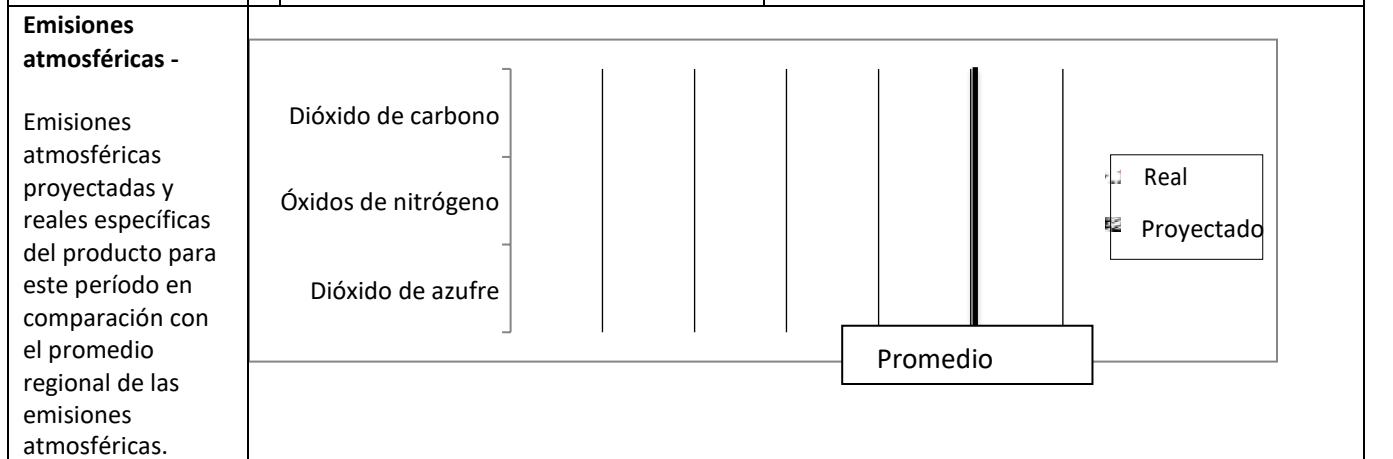 Emisiones
atmosféricas -
Emisiones
atmosféricas
proyectadas y
reales específicas
del producto para
este período en
comparación con
el promedio
regional de las
emisiones
atmosféricas.
Dióxido de carbono
Óxidos de nitrógeno
Dióxido de azufre
Real
Proyectado
Promedio